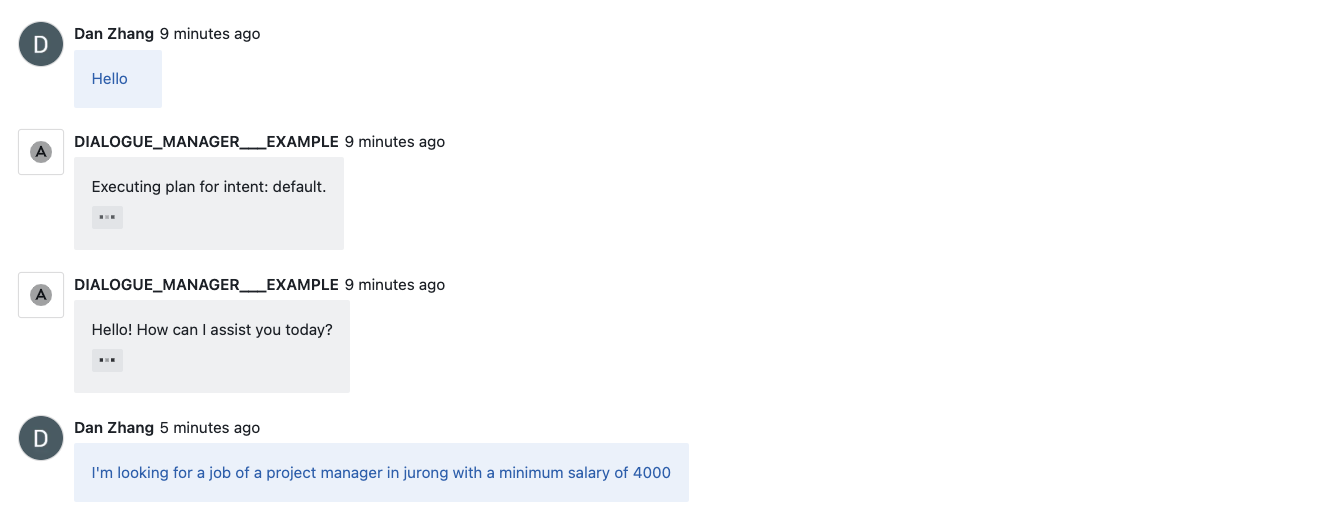 D
Dan Zhang 9 minutes ago
Hello
A
DIALOGUE_MANAGER___EXAMPLE 9 minutes ago
Executing plan for intent: default.
A
DIALOGUE_MANAGER___EXAMPLE 9 minutes ago
Hello! How can I assist you today?
D
Dan Zhang 5 minutes ago
I'm looking for a job of a project manager in jurong with a minimum salary of 4000